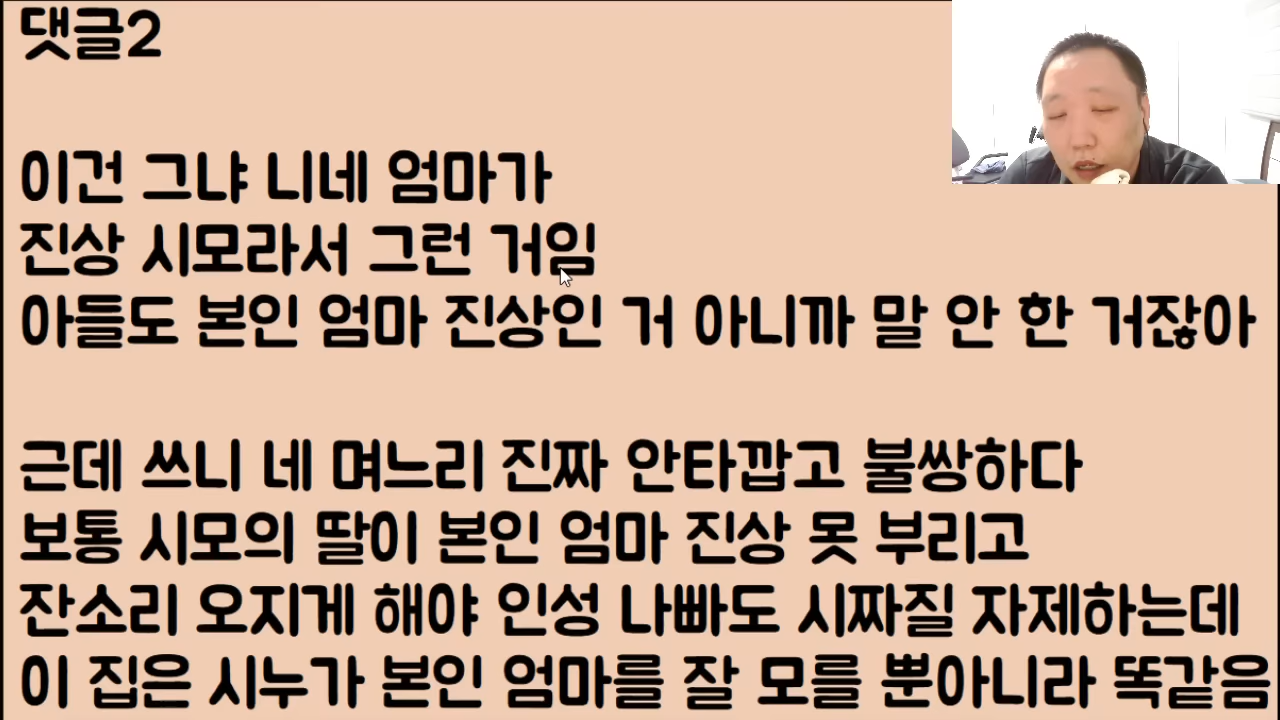 댓글2
이건 그냐 니네 엄마가
진상 시모라서 그런 거임
아들도 본인 엄마 진상인 거 아니까 말 안 한 거잖아
근데 쓰니 네 며느리 진짜 안타깝고 불쌍하다
보통 시모의 딸이 본인 엄마 진상 못 부리고
잔소리 오지게 해야 인성 나빠도 시짜질 자제하는데
이 집은 시누가 본인 엄마를 잘 모를 뿐아니라 똑같음